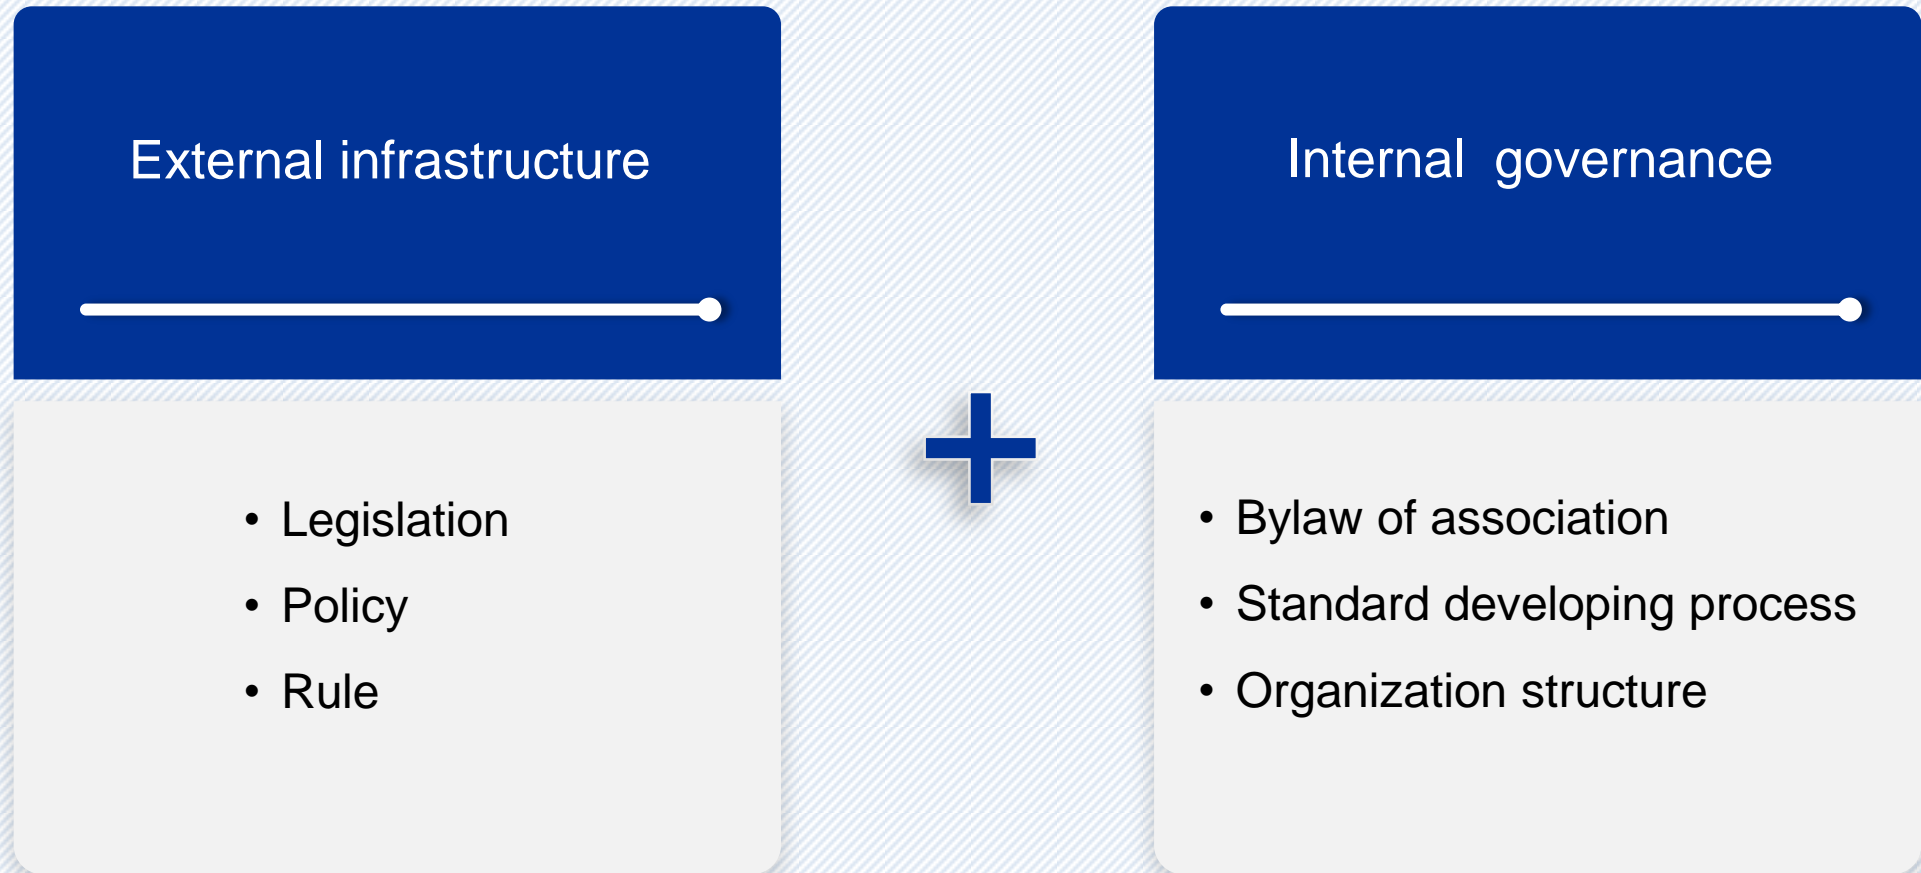 External infrastructure
• Legislation
• Policy
• Rule
Internal  governance
• Bylaw of association
• Standard developing process
• Organization structure